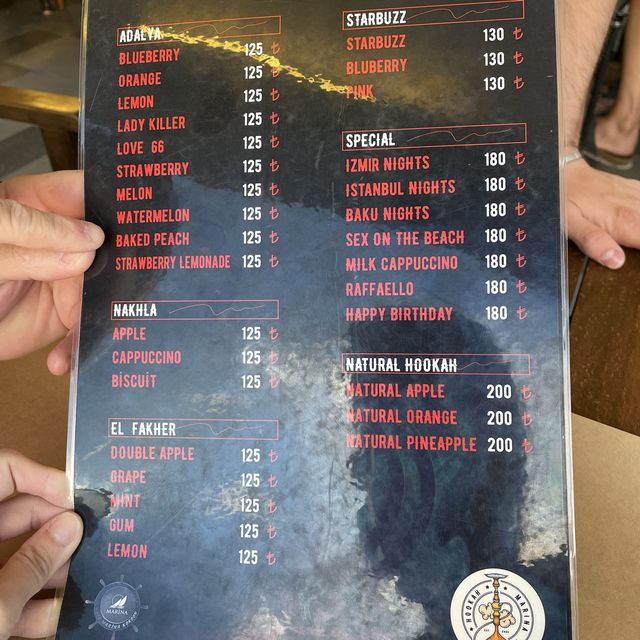 ADALYA
BLUEBERRY 125 ₺
ORANGE 125 ₺
LEMON 125 ₺
LADY KILLER 125 ₺
LOVE 66 125 ₺
STRAWBERRY 125 ₺
MELON 125 ₺
WATERMELON 125 ₺
BAKED PEACH 125 ₺
STRAWBERRY LEMONADE 125 ₺
NAKHLA
APPLE 125 ₺
CAPPUCCINO 125 ₺
BİSCUİT 125 ₺
EL FAKHER
DOUBLE APPLE 125 ₺
GRAPE 125 ₺
MINT 125 ₺
GUM 125 ₺
LEMON 125 ₺
MARINA
STARBUZZ
STARBUZZ 130 ₺
BLUBERRY 130 ₺
PINK 130 ₺
SPECIAL
IZMIR NIGHTS 180 ₺
ISTANBUL NIGHTS 180 ₺
BAKU NIGHTS 180 ₺
SEX ON THE BEACH 180 ₺
MILK CAPPUCCINO 180 ₺
RAFFAELLO 180 ₺
HAPPY BIRTHDAY 180 ₺
NATURAL HOOKAH
NATURAL APPLE 200 ₺
NATURAL ORANGE 200 ₺
NATURAL PINEAPPLE 200 ₺
HOOKAH MARINA